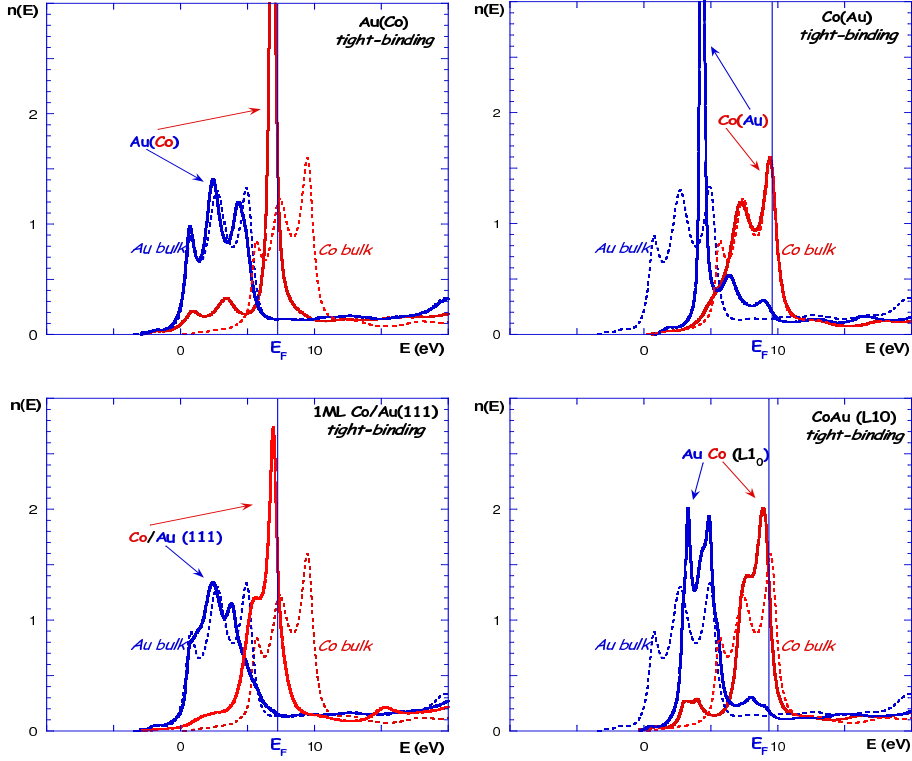 n(E)
Au(Co)
tight-binding
2
Au(Co)
1
Au bulk
Co bulk
0
0
E_F
10
E (eV)
n(E)
Co(Au)
tight-binding
2
Co(Au)
1
Au bulk
Co bulk
0
0
E_F
10
E (eV)
n(E)
1ML Co/Au(111)
tight-binding
2
Co/Au (111)
1
Au bulk
Co bulk
0
0
E_F
10
E (eV)
n(E)
CoAu (L10)
tight-binding
Au Co (L1_0)
2
1
Au bulk
Co bulk
0
0
E_F
10
E (eV)